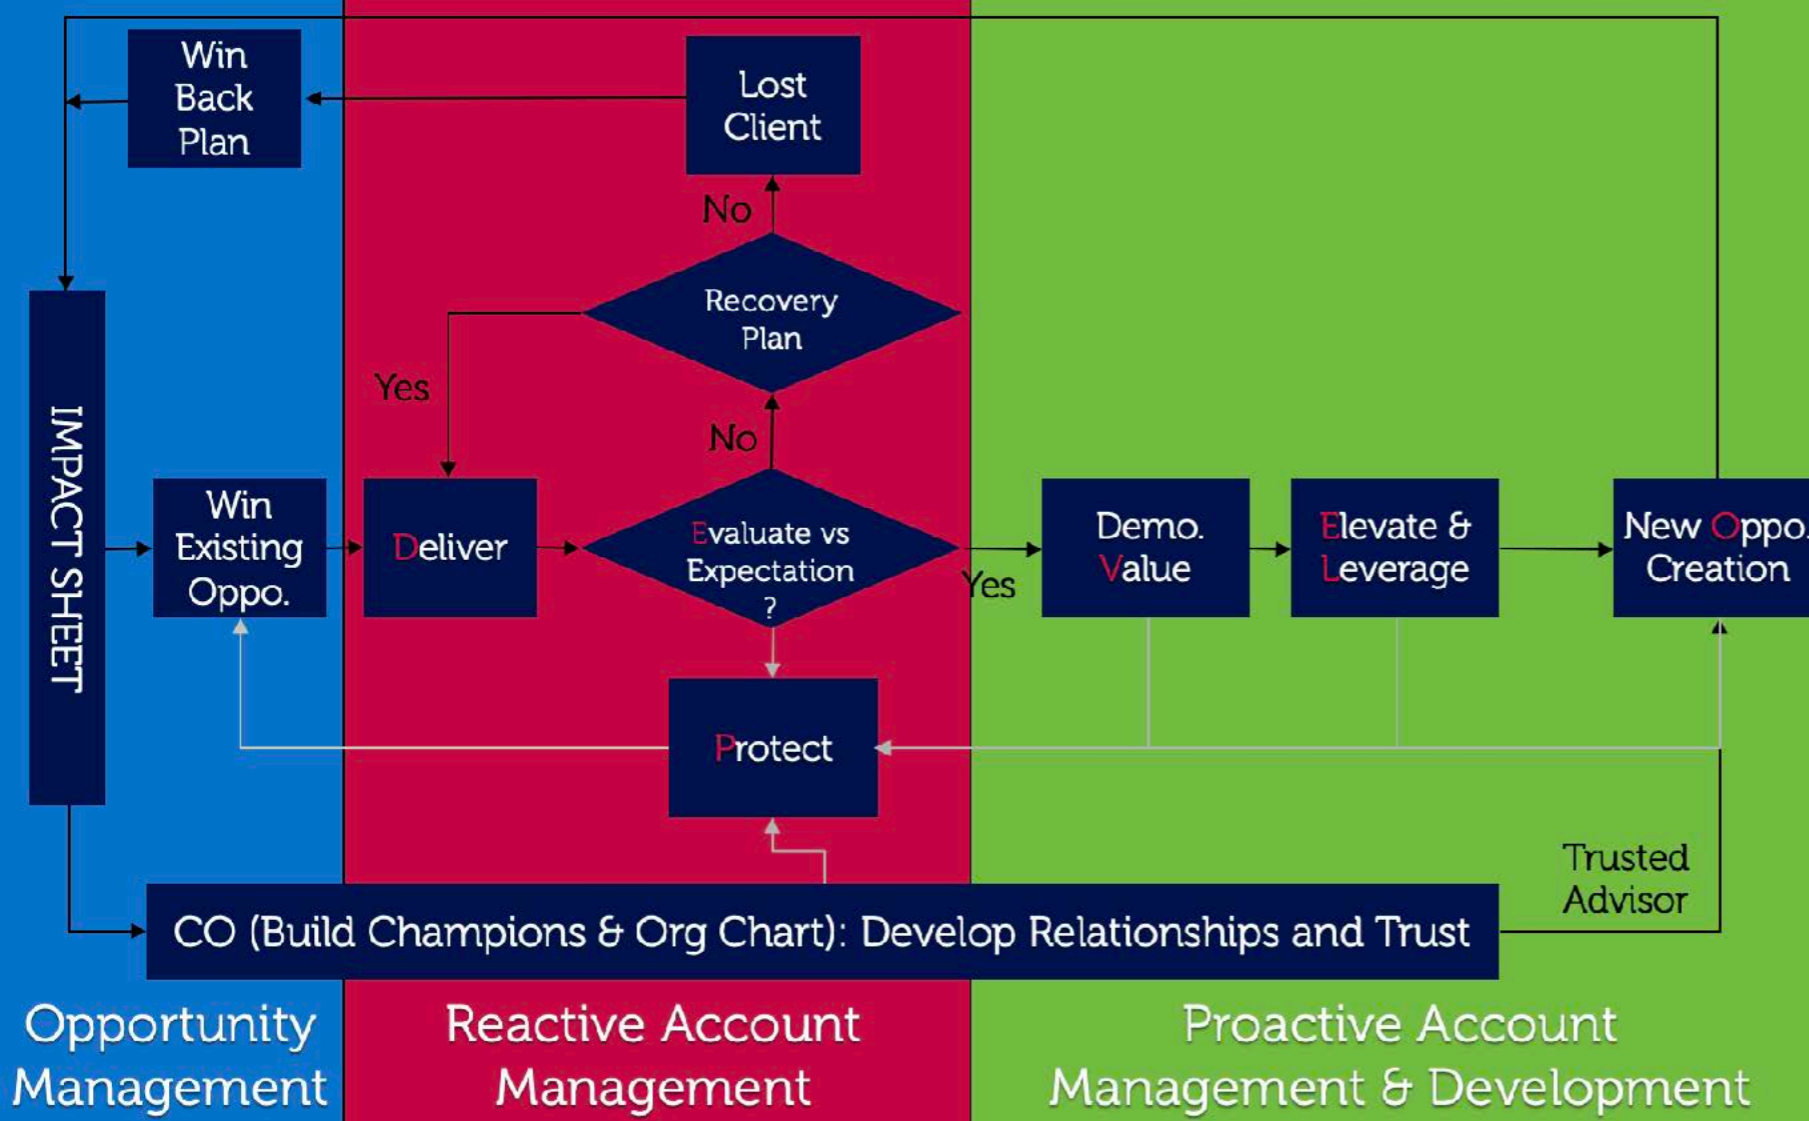 Win
Back
Plan
Lost
Client
No
Recovery
Plan
Yes
No
IMPACT SHEET
Win
Existing
Oppo.
Deliver
Evaluate vs
Expectation
?
Yes
Demo.
Value
Elevate &
Leverage
New Oppo.
Creation
Protect
Trusted
Advisor
CO (Build Champions & Org Chart): Develop Relationships and Trust
Opportunity
Management
Reactive Account
Management
Proactive Account
Management & Development